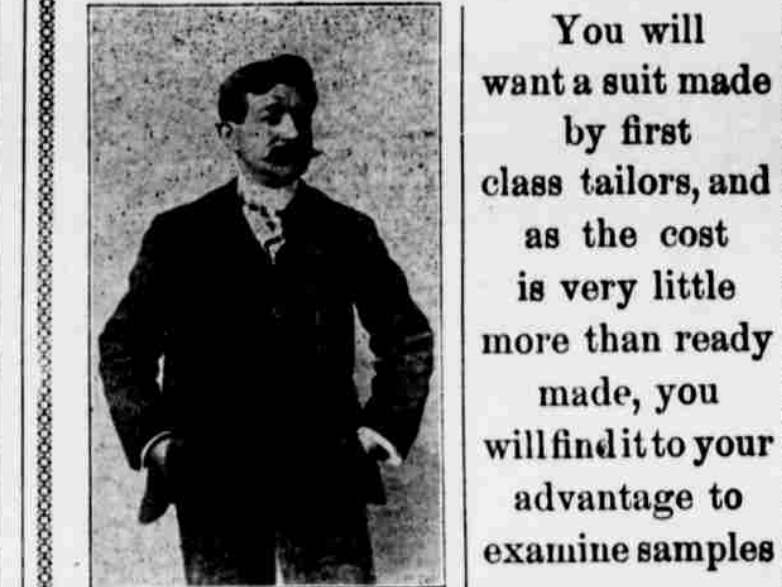 You will
want a suit made
by first
class tailors, and
as the cost
is very little
more than ready
made, you
will find it to your
advantage to
examine samples